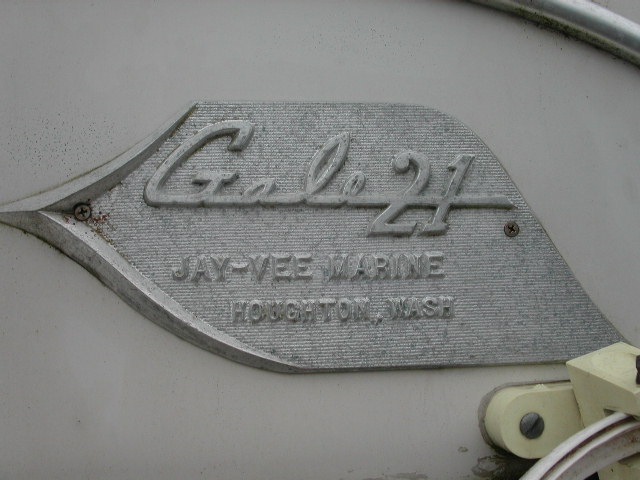 Gale 21
JAY-VEE MARINE
HOUGHTON, WASH